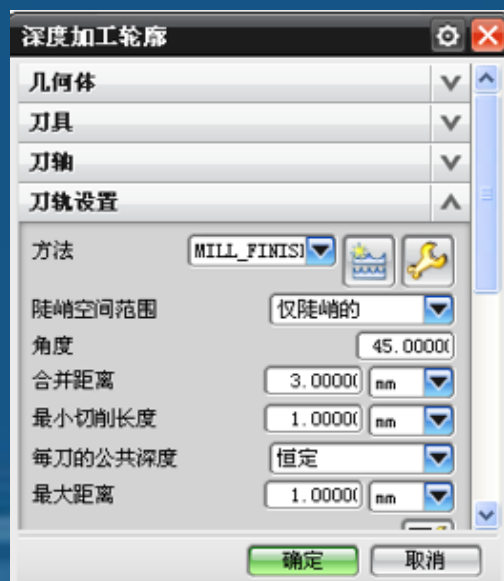 深度加工轮廓
几何体
刀具
刀轴
刀轨设置
方法 MILL_FINISI
陡峭空间范围 仅陡峭的
角度 45.0000(
合并距离 3.0000( mm
最小切削长度 1.0000( mm
每刀的公共深度 恒定
最大距离 1.0000( mm
确定 取消